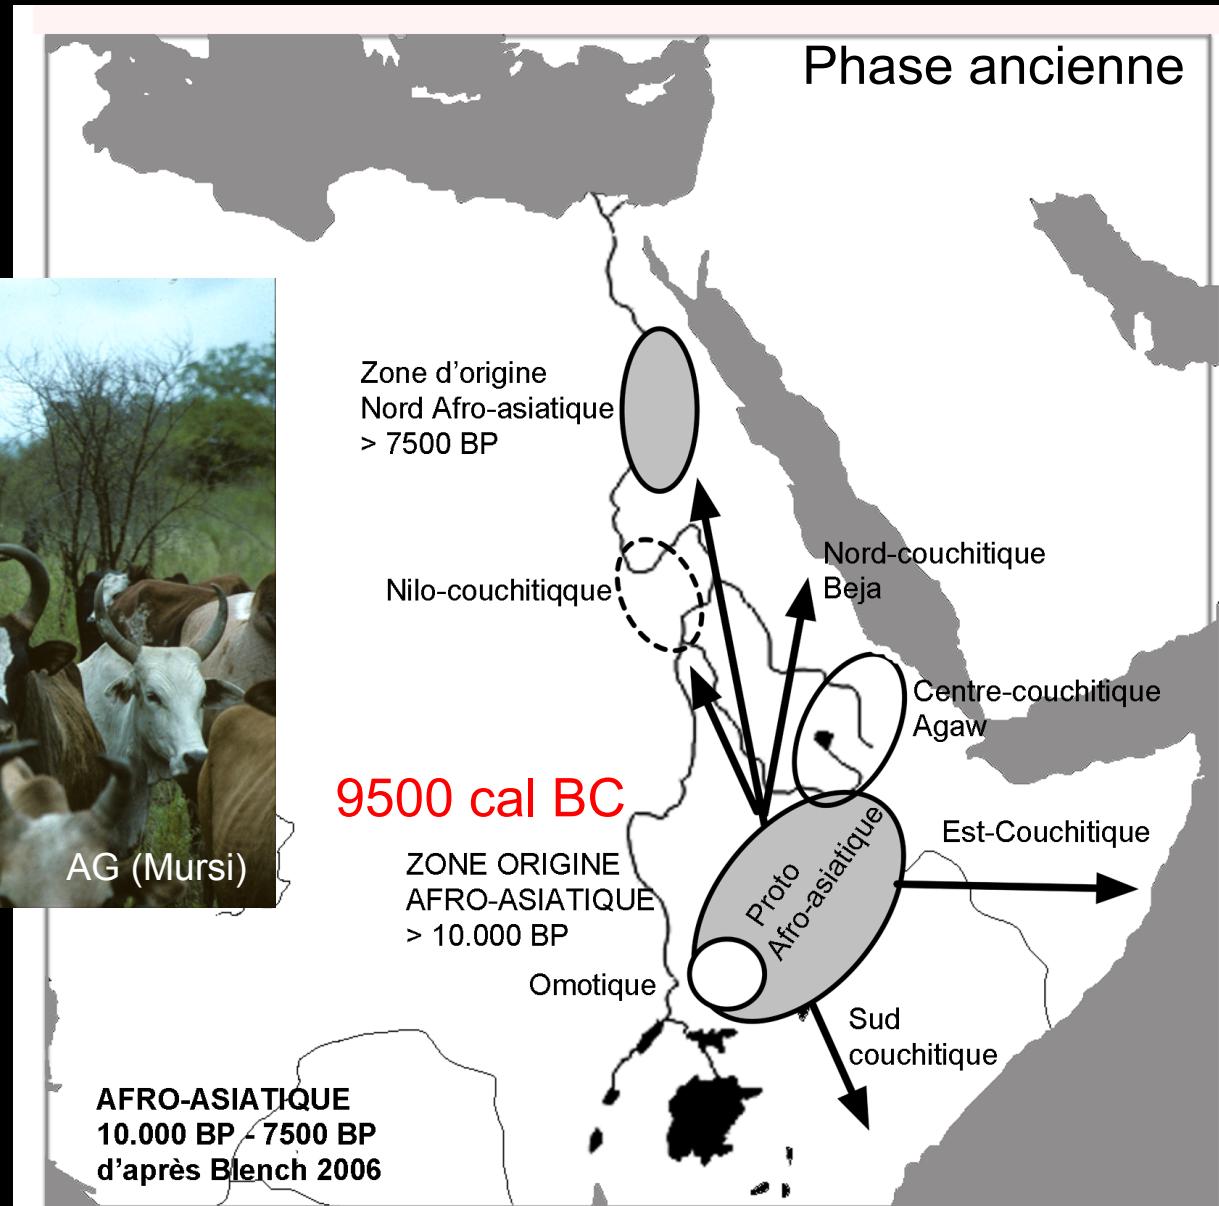 Phase ancienne
Zone d'origine
Nord Afro-asiatique
> 7500 BP
Nord-couchitique
Beja
Nilo-couchitiqque
Centre-couchitique
Agaw
9500 cal BC
Est-Couchitique
Proto
Afro-asiatique
AG (Mursi)
ZONE ORIGINE
AFRO-ASIATIQUE
> 10.000 BP
Omotique
Sud
couchitique
AFRO-ASIATIQUE
10.000 BP - 7500 BP
d'après Blench 2006